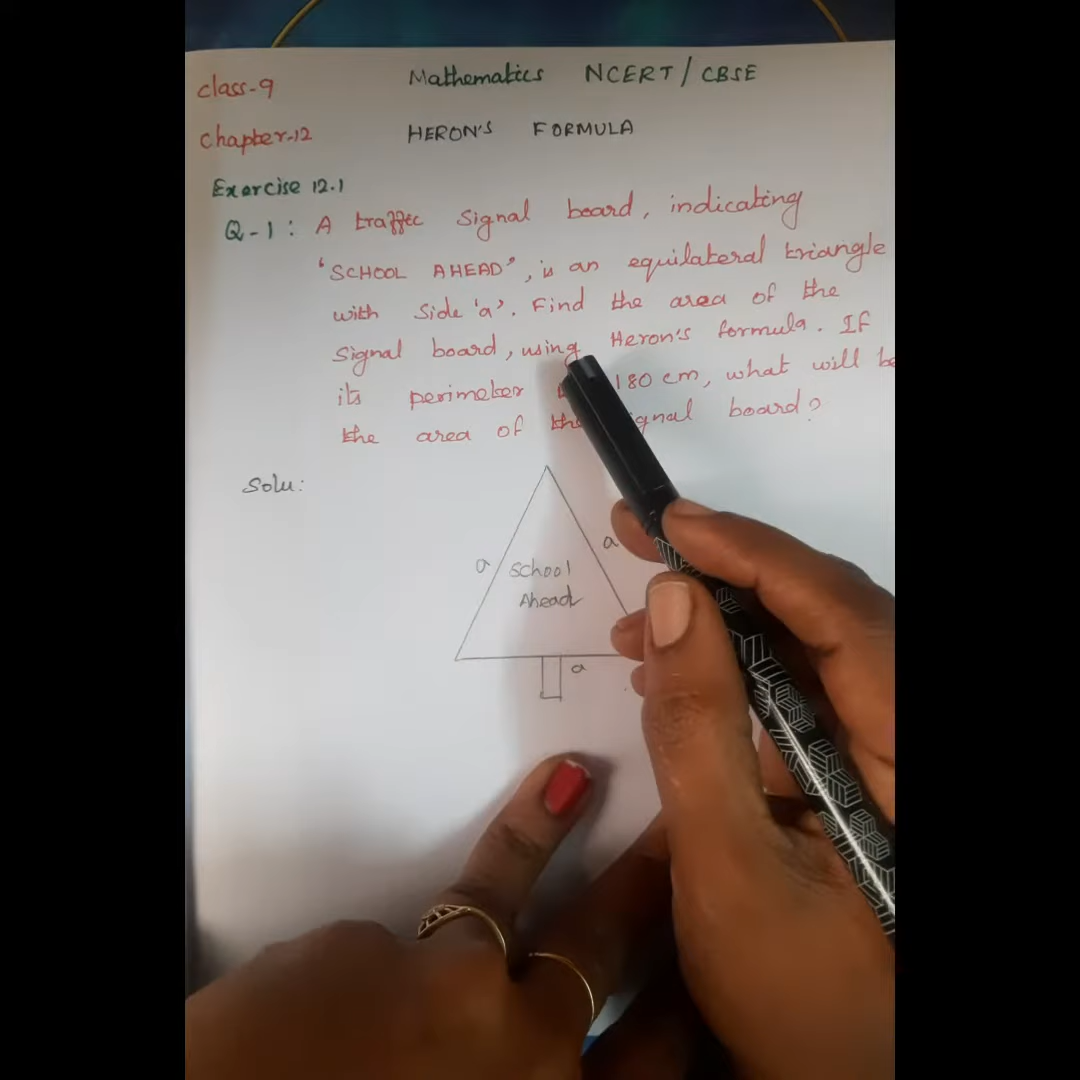 class-9 Mathematics NCERT / CBSE
Chapter-12 HERON'S FORMULA
Exercise 12.1
Q-1: A traffic Signal board, indicating
'SCHOOL AHEAD', is an equilateral triangle
with side 'a'. Find the area of the
Signal board, using Heron's formula. If
its perimeter 180 cm, what will be
the area of the board?
Solu:
a
a
School
Ahead
a